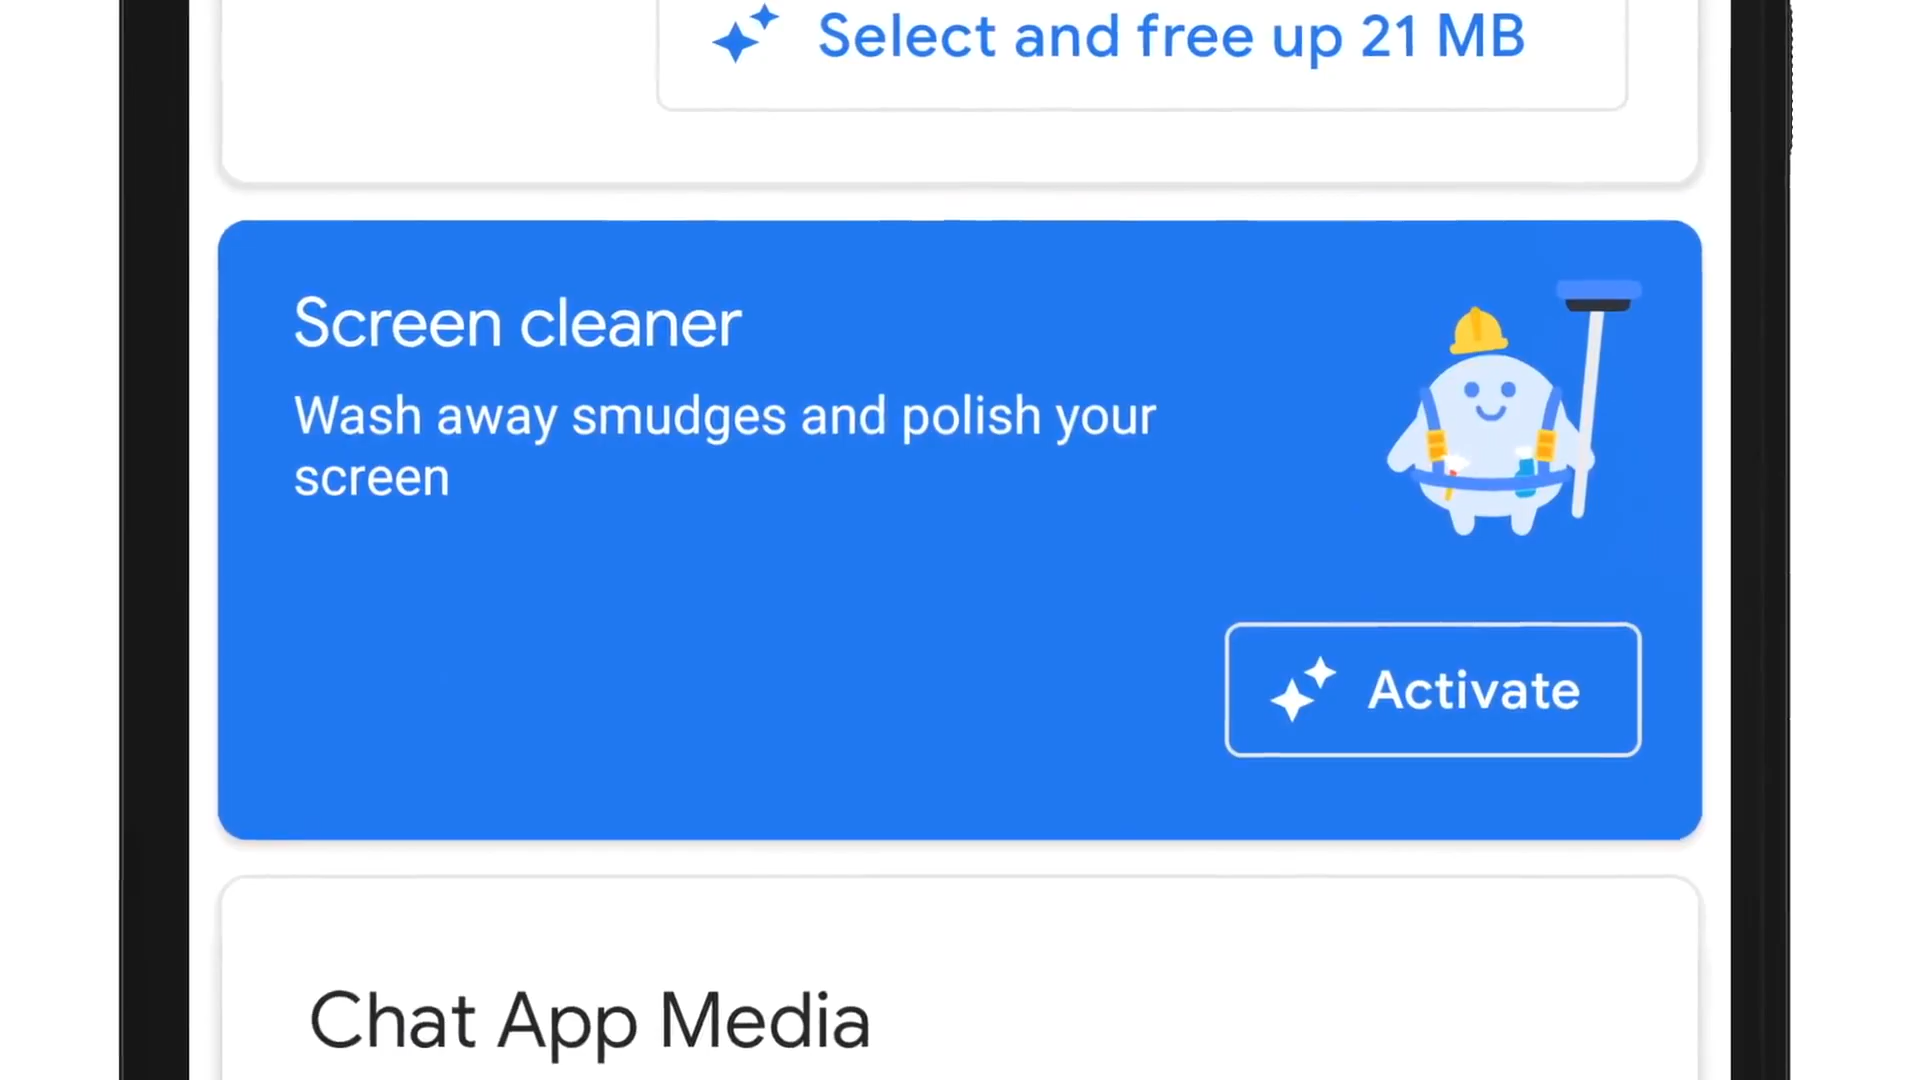 Select and free up 21 MB
Screen cleaner
Wash away smudges and polish your
screen
Activate
Chat App Media